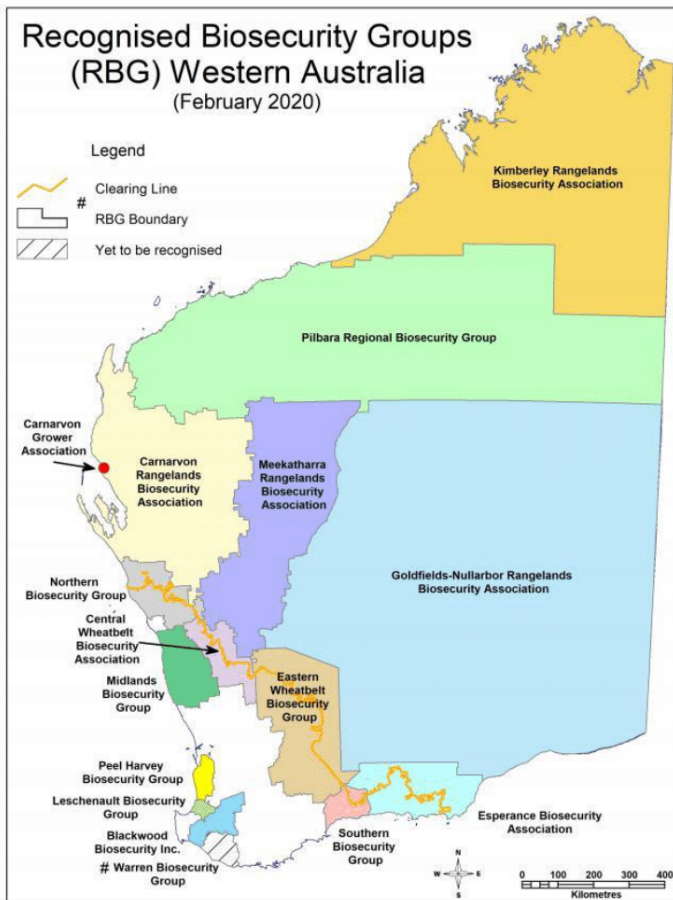 Recognised Biosecurity Groups
(RBG) Western Australia
(February 2020)
Legend
Clearing Line
#
RBG Boundary
Yet to be recognised
Kimberley Rangelands
Biosecurity Association
Pilbara Regional Biosecurity Group
Carnarvon
Grower
Association
Carnarvon
Rangelands
Biosecurity
Association
Meekatharra
Rangelands
Biosecurity
Association
Goldfields-Nullarbor Rangelands
Biosecurity Association
Northern
Biosecurity Group
Central
Wheatbelt
Biosecurity
Association
Midlands
Biosecurity
Group
Eastern
Wheatbelt
Biosecurity
Group
Peel Harvey
Biosecurity Group
Leschenault Biosecurity
Group
Blackwood
Biosecurity Inc.
# Warren Biosecurity
Group
Southern
Biosecurity
Group
Esperance Biosecurity
Association
N
W E
S
0 100 200 300 400
Kilometres